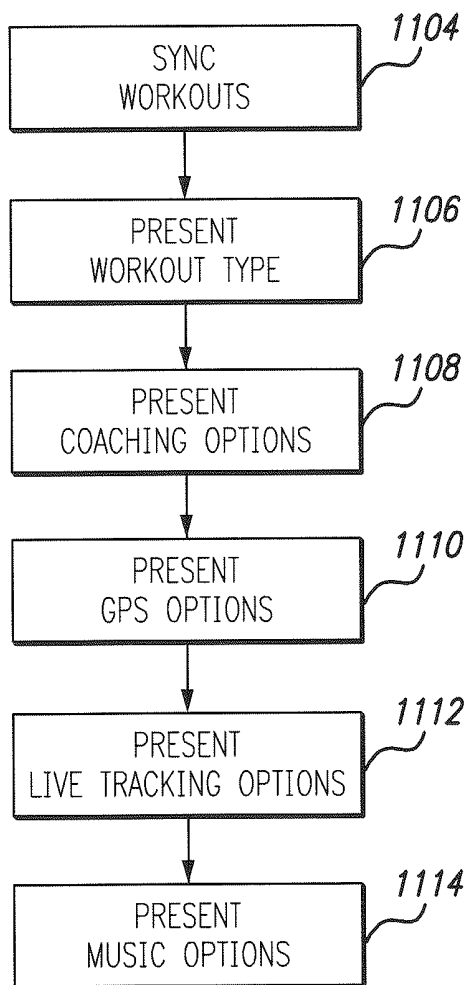 1104
SYNC
WORKOUTS
1106
PRESENT
WORKOUT TYPE
1108
PRESENT
COACHING OPTIONS
1110
PRESENT
GPS OPTIONS
1112
PRESENT
LIVE TRACKING OPTIONS
1114
PRESENT
MUSIC OPTIONS